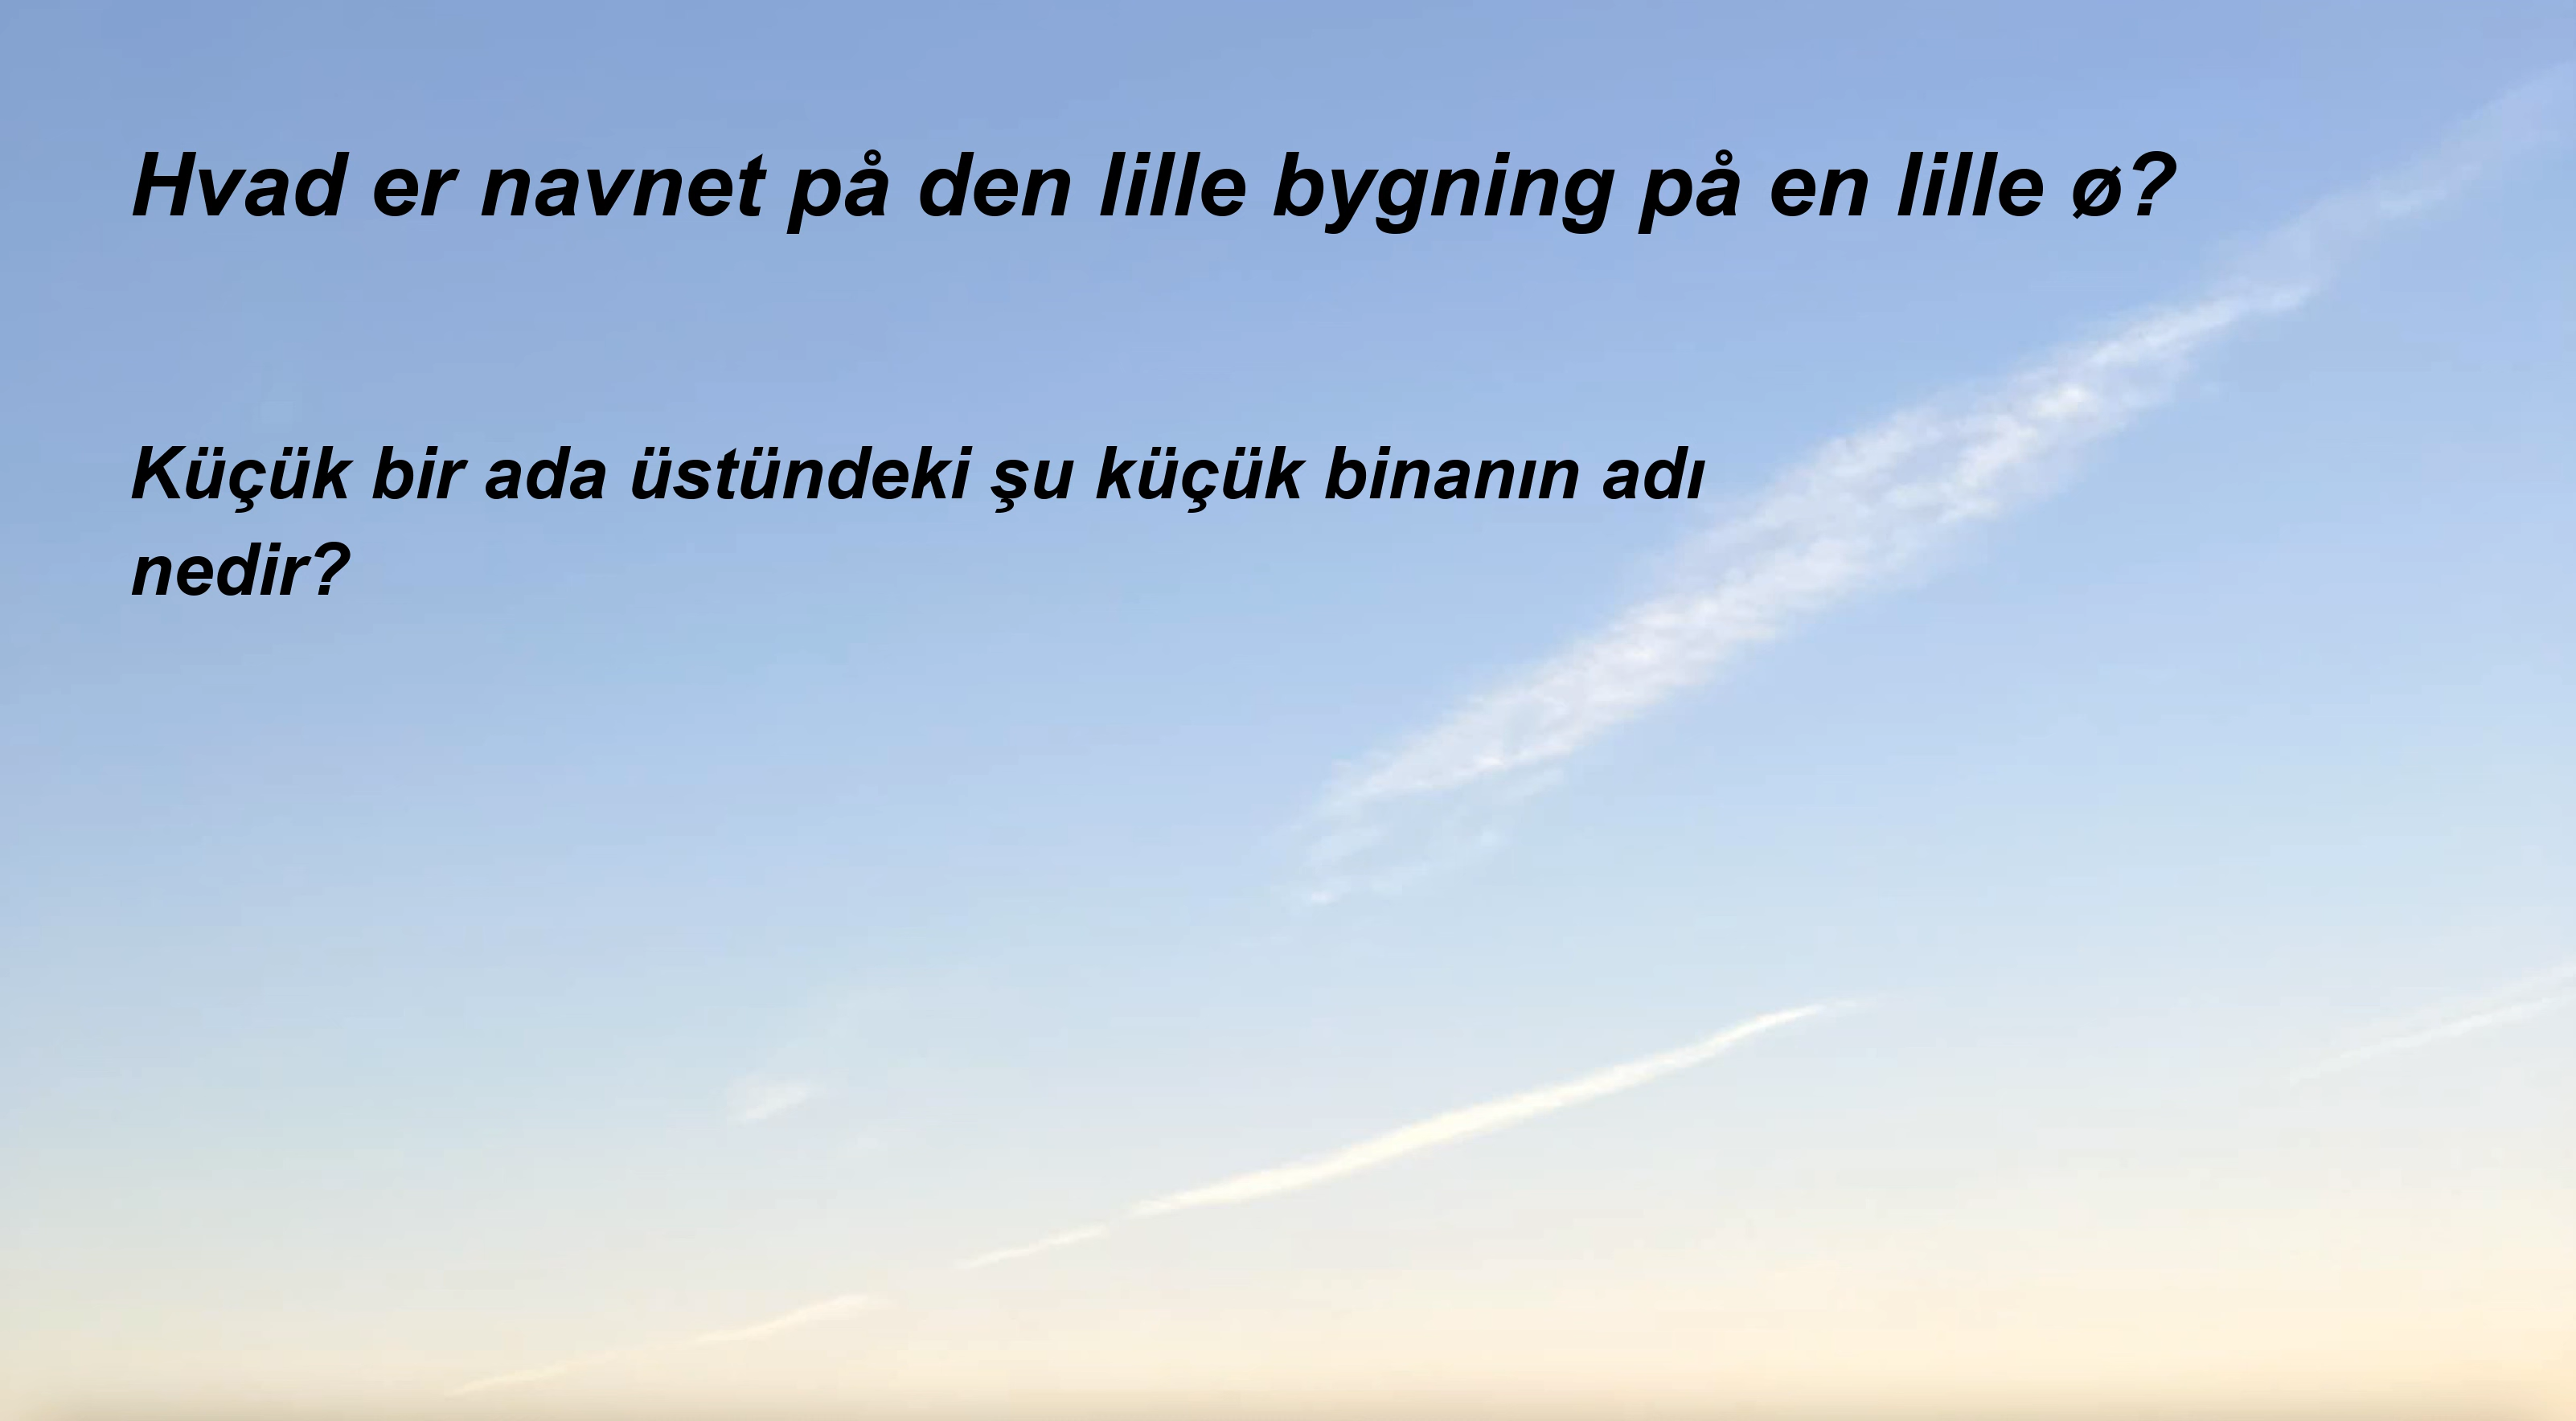 Hvad er navnet på den lille bygning på en lille ø?
Küçük bir ada üstündeki şu küçük binanın adı
nedir?